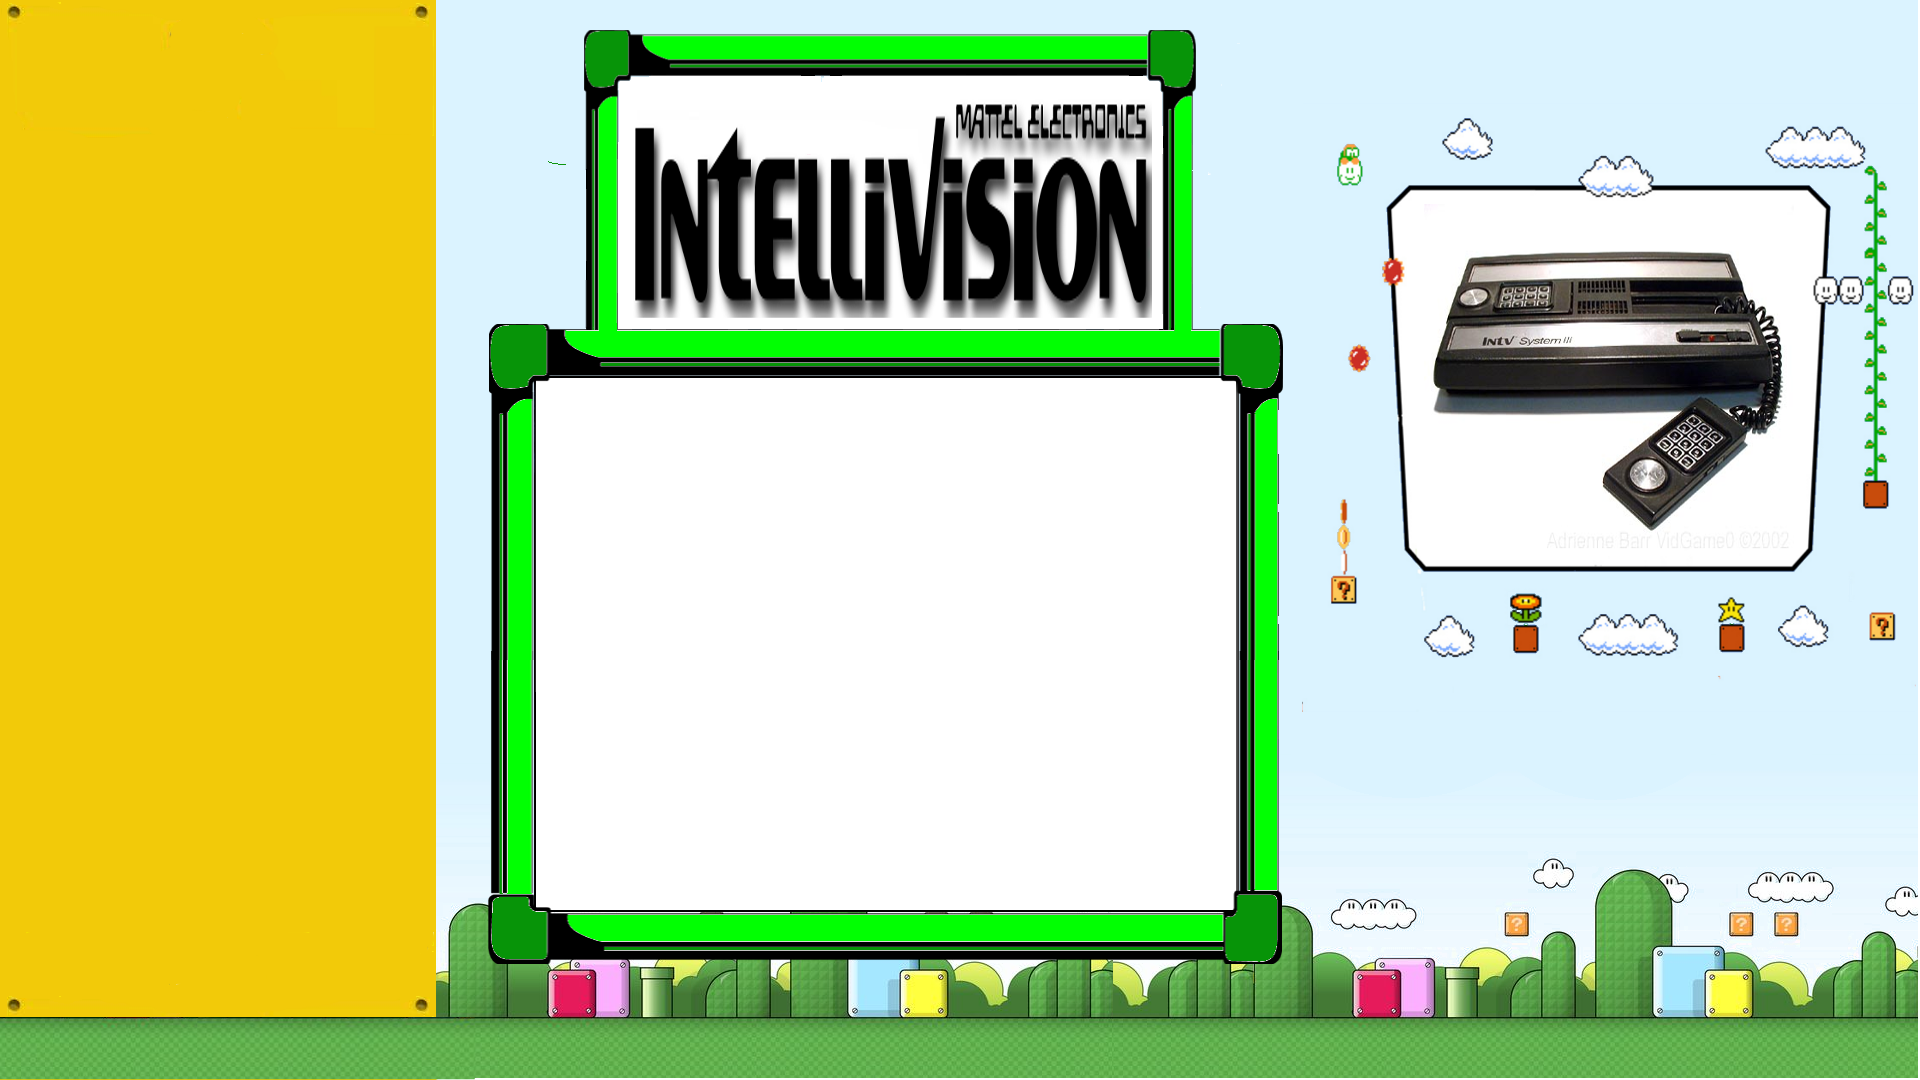 MATTEL ELECTRONICS
INTELLIVISION
INTV System III
Adrienne Barr VidGame0 ©2002
?
?
?
?
?